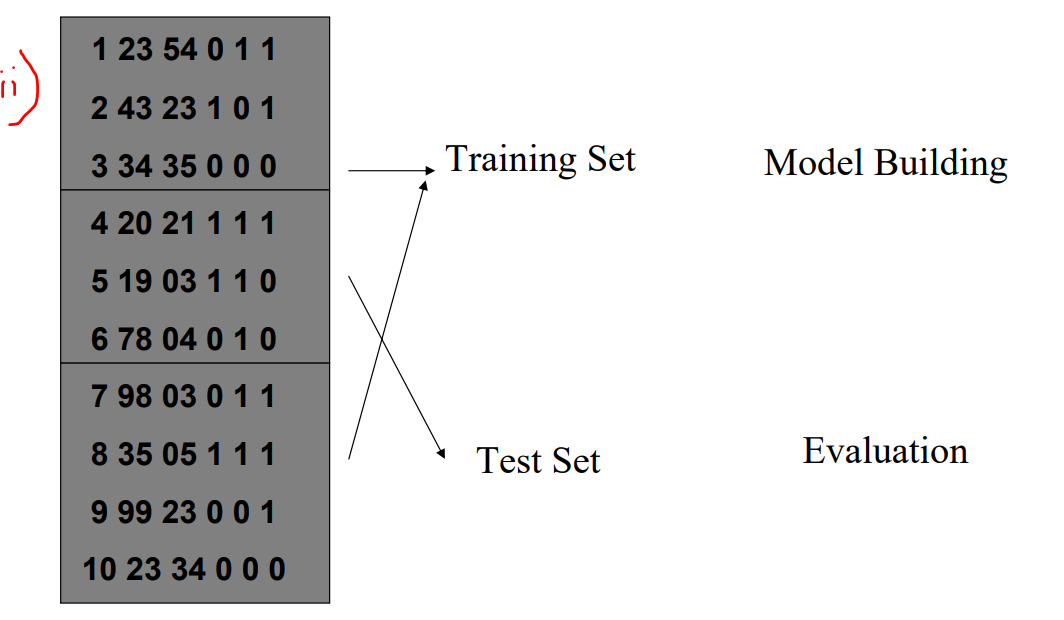 ii)
1 23 54 0 1 1
2 43 23 1 0 1
3 34 35 0 0 0
4 20 21 1 1 1
5 19 03 1 1 0
6 78 04 0 1 0
7 98 03 0 1 1
8 35 05 1 1 1
9 99 23 0 0 1
10 23 34 0 0 0
Training Set
Model Building
Test Set
Evaluation